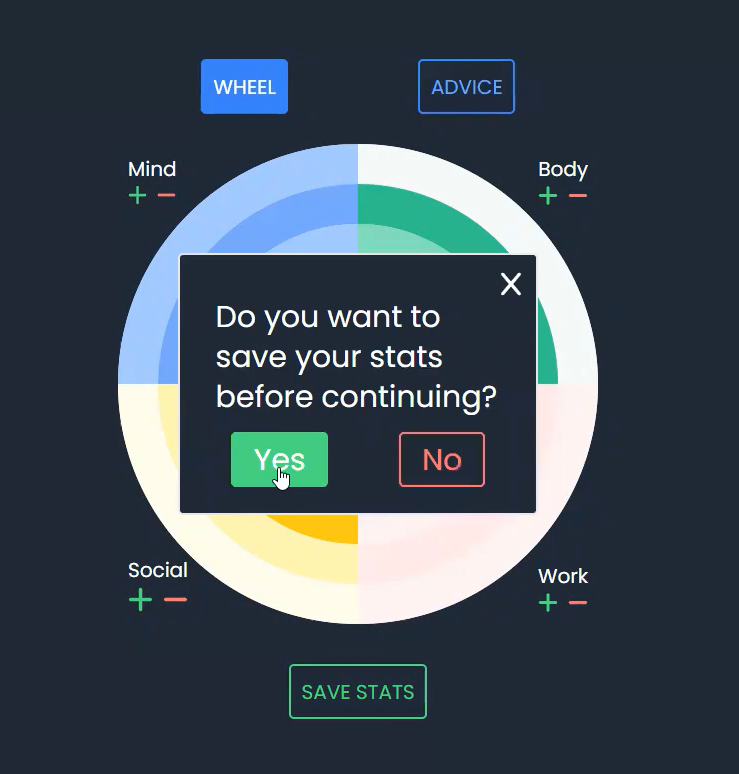 WHEEL
ADVICE
Mind
Body
Do you want to
save your stats
before continuing?
Yes
No
Social
Work
SAVE STATS